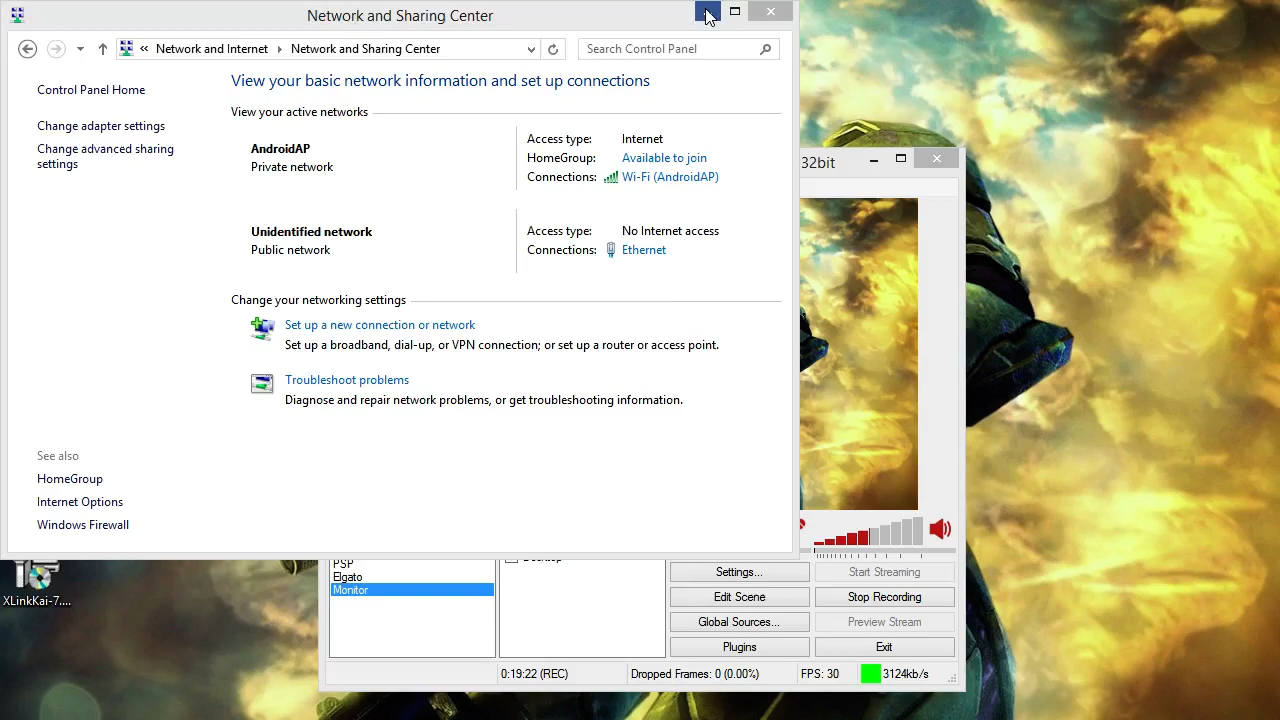 Network and Sharing Center
« Network and Internet › Network and Sharing Center
Search Control Panel
Control Panel Home
Change adapter settings
Change advanced sharing
settings
See also
HomeGroup
Internet Options
Windows Firewall
View your basic network information and set up connections
View your active networks
AndroidAP
Private network
Access type: Internet
HomeGroup: Available to join
Connections: Wi-Fi (AndroidAP)
Unidentified network
Public network
Access type: No Internet access
Connections: Ethernet
Change your networking settings
Set up a new connection or network
Set up a broadband, dial-up, or VPN connection; or set up a router or access point.
Troubleshoot problems
Diagnose and repair network problems, or get troubleshooting information.
32bit
XLinkKai-7....
PSP
Elgato
Monitor
Settings...
Start Streaming
Edit Scene
Stop Recording
Global Sources...
Preview Stream
Plugins
Exit
0:19:22 (REC)
Dropped Frames: 0 (0.00%)
FPS: 30
3124kb/s